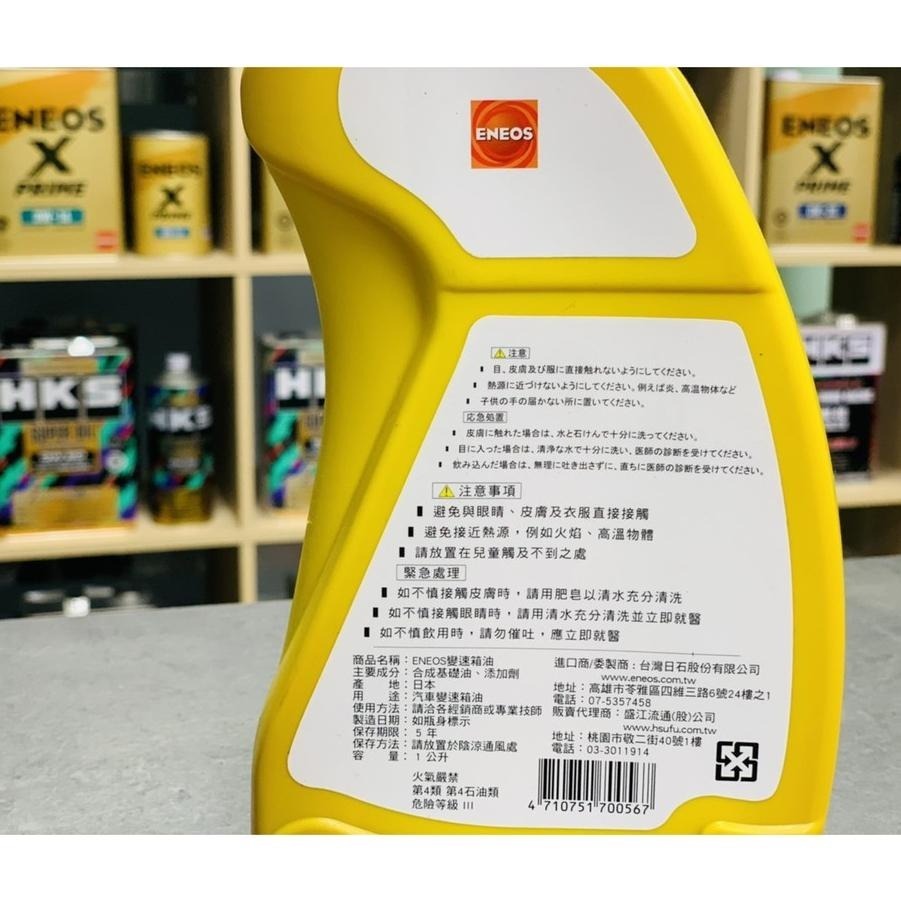 ENEOS
X
PRIME
ENEOS
X
PRIME
ENEOS
X
PRIME
HKS
SUPER OIL
HKS
HKS
HKS
ENEOS
⚠注意
▮ 目、皮膚及び服に直接触れないようにしてください。
▮ 熱源に近づけないようにしてください。例えば炎、高温物体など
▮ 子供の手の届かない所に置いてください。
応急処置
▮ 皮膚に触れた場合は、水と石けんで十分に洗ってください。
▮ 目に入った場合は、清浄な水で十分に洗い、医師の診断を受けてください。
▮ 飲み込んだ場合は、無理に吐き出さずに、直ちに医師の診断を受けてください。
⚠注意事項
▮ 避免與眼睛、皮膚及衣服直接接觸
▮ 避免接近熱源，例如火焰、高溫物體
▮ 請放置在兒童觸及不到之處
緊急處理
▮ 如不慎接觸皮膚時，請用肥皂以清水充分清洗
▮ 如不慎接觸眼睛時，請用清水充分清洗並立即就醫
▮ 如不慎飲用時，請勿催吐，應立即就醫
商品名稱：ENEOS變速箱油
主要成分：合成基礎油、添加劑
產地：日本
用途：汽車變速箱油
使用方法：請洽各經銷商或專業技師
製造日期：如瓶身標示
保存期限：5 年
保存方法：請放置於陰涼通風處
容量：1 公升
火氣嚴禁
第4類 第4石油類
危險等級 III
進口商/委製商：台灣日石股份有限公司
www.eneos.com.tw
地址：高雄市苓雅區四維三路6號24樓之1
電話：07-5357458
販賣代理商：盛江流通(股)公司
www.hsufu.com.tw
地址：桃園市敬二街40號1樓
電話：03-3011914
4 710751 700567